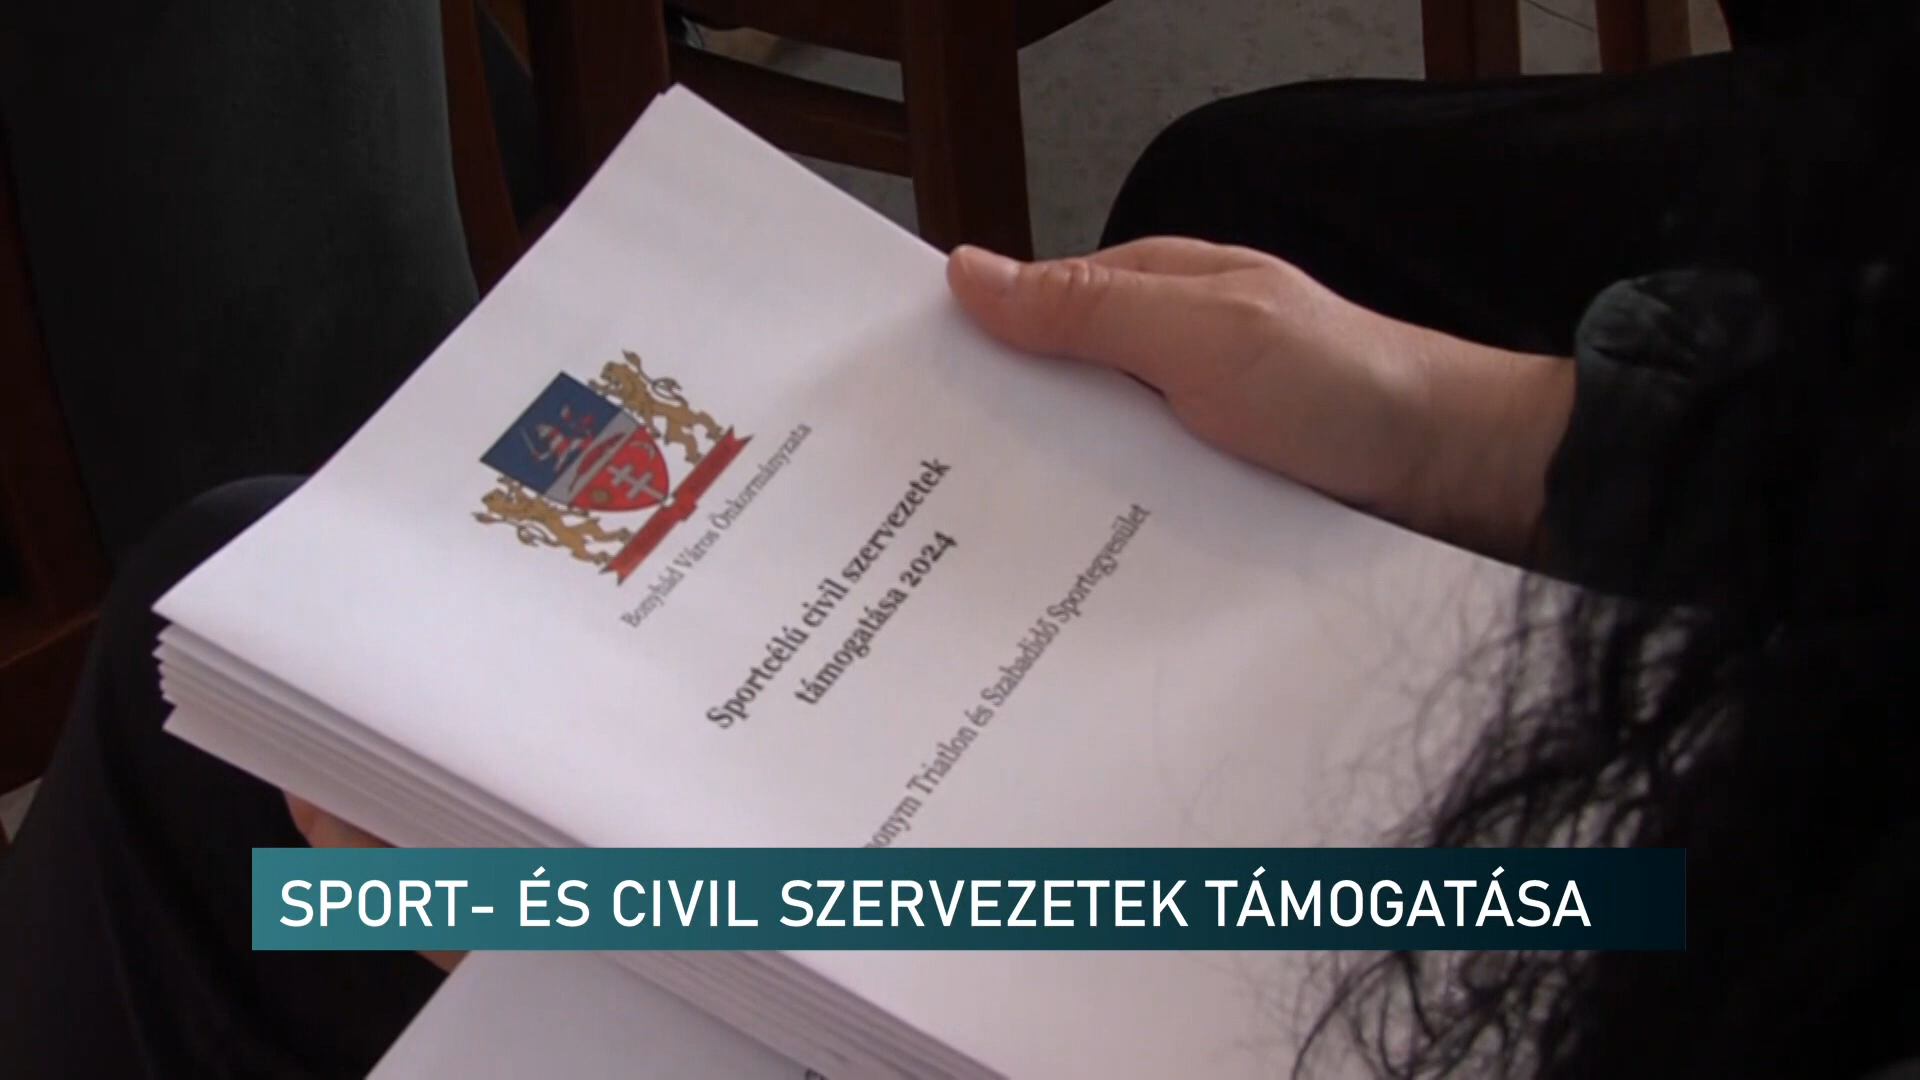 Bonyhád Város Önkormányzata
Sportcélú civil szervezetek
támogatása 2024
Triatlon és Szabadidő Sportegyesület
SPORT- ÉS CIVIL SZERVEZETEK TÁMOGATÁSA